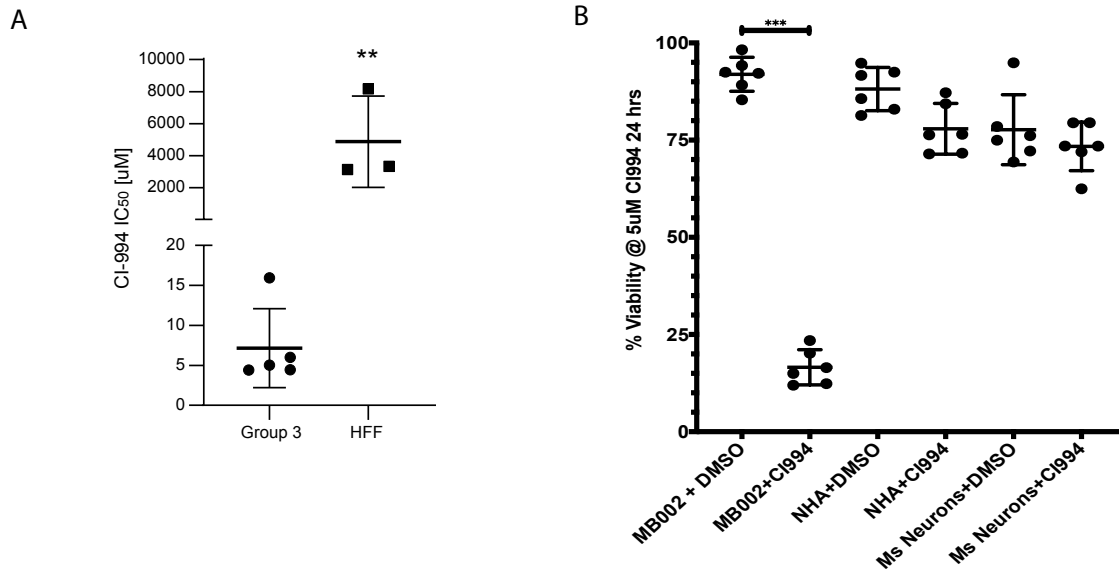 A
B
**
10000
8000
6000
4000
2000
20
15
10
5
0
CI-994 IC50 [uM]
Group 3
HFF
***
100
75
50
25
0
% Viability @ 5uM CI994 24 hrs
MB002 + DMSO
MB002+CI994
NHA+DMSO
NHA+CI994
Ms Neurons+DMSO
Ms Neurons+CI994